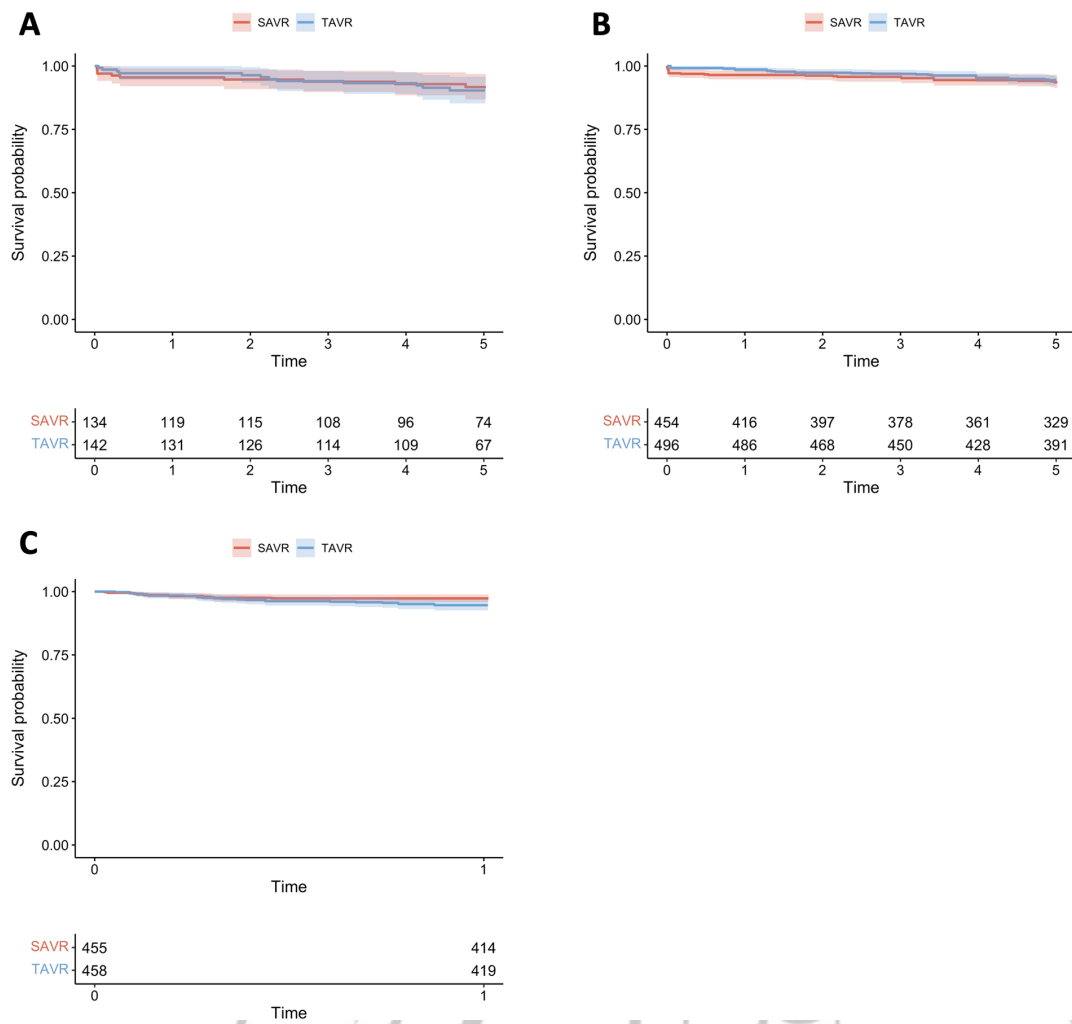 A
SAVR TAVR
1.00
0.75
0.50
0.25
0.00
Survival probability
0 1 2 3 4 5
Time
SAVR 134 119 115 108 96 74
TAVR 142 131 126 114 109 67
0 1 2 3 4 5
Time
B
SAVR TAVR
1.00
0.75
0.50
0.25
0.00
Survival probability
0 1 2 3 4 5
Time
SAVR 454 416 397 378 361 329
TAVR 496 486 468 450 428 391
0 1 2 3 4 5
Time
C
SAVR TAVR
1.00
0.75
0.50
0.25
0.00
Survival probability
0 1
Time
SAVR 455 414
TAVR 458 419
0 1
Time